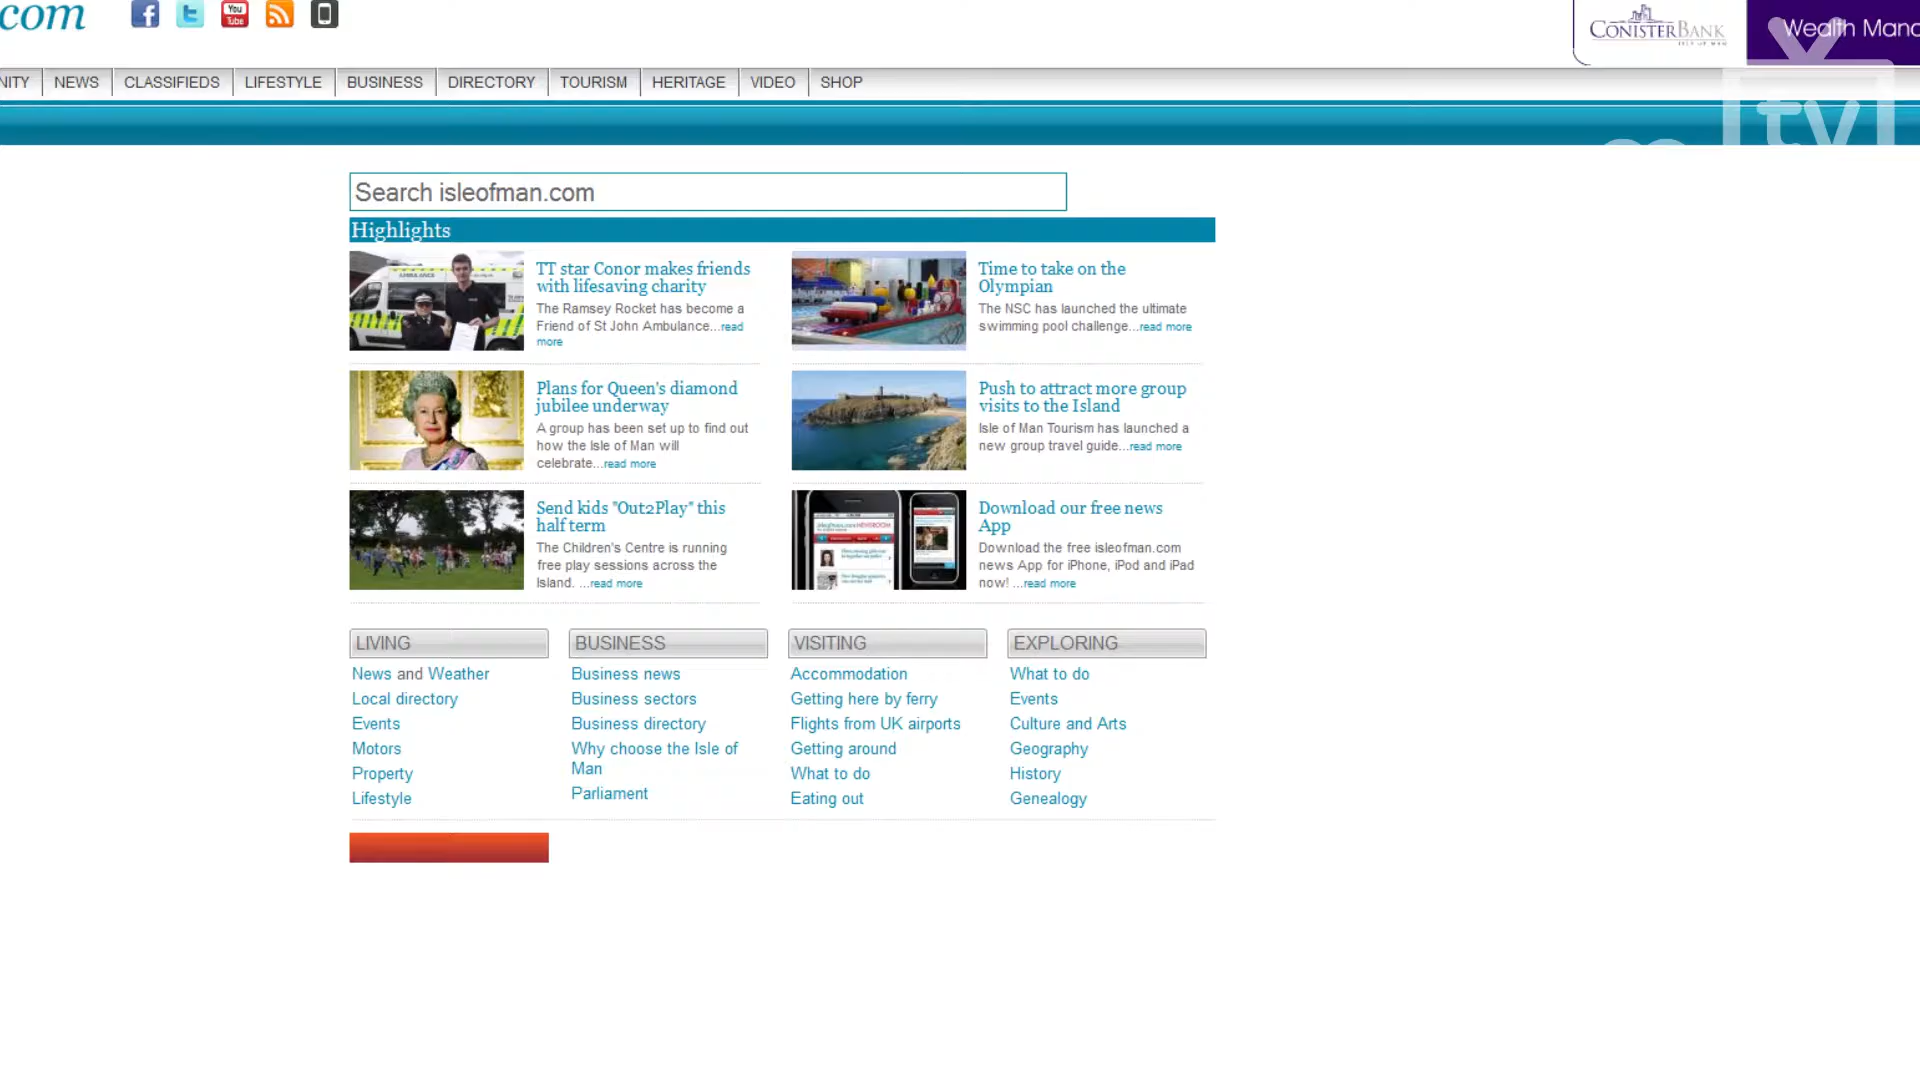 com
You
Tube
CONISTERBANK
ISLE OF MAN
Wealth Mana
tv
NITY
NEWS
CLASSIFIEDS
LIFESTYLE
BUSINESS
DIRECTORY
TOURISM
HERITAGE
VIDEO
SHOP
Search isleofman.com
Highlights
TT star Conor makes friends
with lifesaving charity
The Ramsey Rocket has become a
Friend of St John Ambulance...read
more
Time to take on the
Olympian
The NSC has launched the ultimate
swimming pool challenge...read more
Plans for Queen's diamond
jubilee underway
A group has been set up to find out
how the Isle of Man will
celebrate...read more
Push to attract more group
visits to the Island
Isle of Man Tourism has launched a
new group travel guide...read more
Send kids "Out2Play" this
half term
The Children's Centre is running
free play sessions across the
Island. ...read more
Download our free news
App
Download the free isleofman.com
news App for iPhone, iPod and iPad
now! ...read more
LIVING
News and Weather
Local directory
Events
Motors
Property
Lifestyle
BUSINESS
Business news
Business sectors
Business directory
Why choose the Isle of
Man
Parliament
VISITING
Accommodation
Getting here by ferry
Flights from UK airports
Getting around
What to do
Eating out
EXPLORING
What to do
Events
Culture and Arts
Geography
History
Genealogy